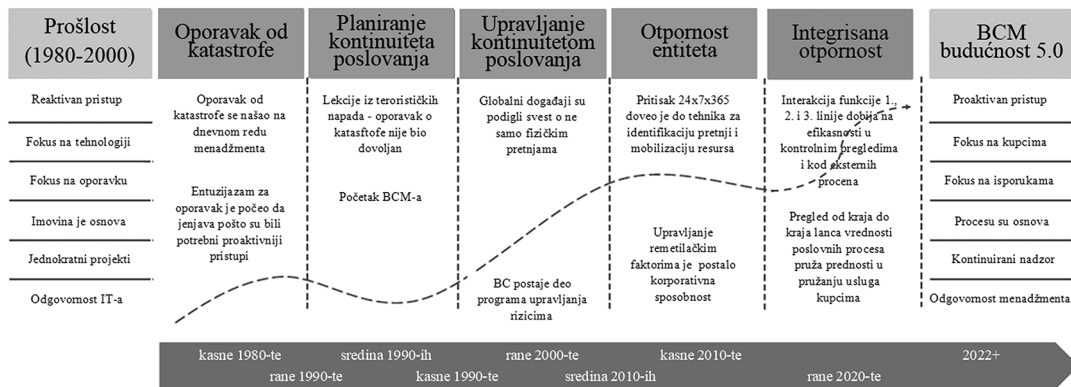 Prošlost
(1980-2000)
Reaktivan pristup
Fokus na tehnologiji
Fokus na oporavku
Imovina je osnova
Jednokratni projekti
Odgovornost IT-a
Oporavak od
katastrofe
Oporavak od
katastrofe se našao na
dnevnom redu
menadžmenta
Entuzijazam za
oporavak je počeo da
jenjava pošto su bili
potrebni proaktivniji
pristupi
Planiranje
kontinuiteta
poslovanja
Lekcije iz terorističkih
napada - oporavak o
katasftofe nije bio
dovoljan
Početak BCM-a
Upravljanje
kontinuitetom
poslovanja
Globalni događaji su
podigli svest o ne
samo fizičkim
pretnjama
BC postaje deo
programa upravljanja
rizicima
Otpornost
entiteta
Pritisak 24x7x365
doveo je do tehnika za
identifikaciju pretnji i
mobilizaciju resursa
Upravljanje
remetilačkim
faktorima je postalo
korporativna
sposobnost
Integrisana
otpornost
Interakcija funkcije 1.,
2. i 3. linije dobija na
efikasnosti u
kontrolnim pregledima
i kod eksternih
procena
Pregled od kraja do
kraja lanca vrednosti
poslovnih procesa
pruža prednosti u
pružanju usluga
kupcima
BCM
budućnost 5.0
Proaktivan pristup
Fokus na kupcima
Fokus na isporukama
Procesu su osnova
Kontinuirani nadzor
Odgovornost menadžmenta
kasne 1980-te
rane 1990-te
sredina 1990-ih
kasne 1990-te
rane 2000-te
sredina 2010-ih
kasne 2010-te
rane 2020-te
2022+